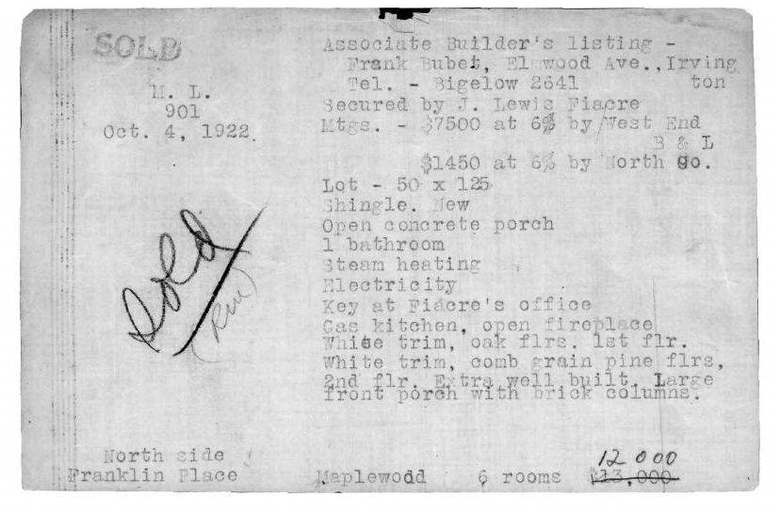 SOLD
M. L.
901
Oct. 4, 1922
Sold
Associate Builder's listing -
Frank Bubet, Elmwood Ave., Irving
Tel. - Bigelow 2641 ton
Secured by J. Lewis Fiacre
Mtgs. - $7500 at 6% by West End
B & L
$1450 at 6% by North go.
Lot - 50 x 125
Shingle. New
Open concrete porch
1 bathroom
Steam heating
Electricity
Key at Fiacre's office
Gas kitchen, open fireplace
White trim, oak flrs. 1st flr.
White trim, comb grain pine flrs,
2nd flr. Extra well built. Large
front porch with brick columns.
North side
Franklin Place
Maplewodd 6 rooms $13,000
12000